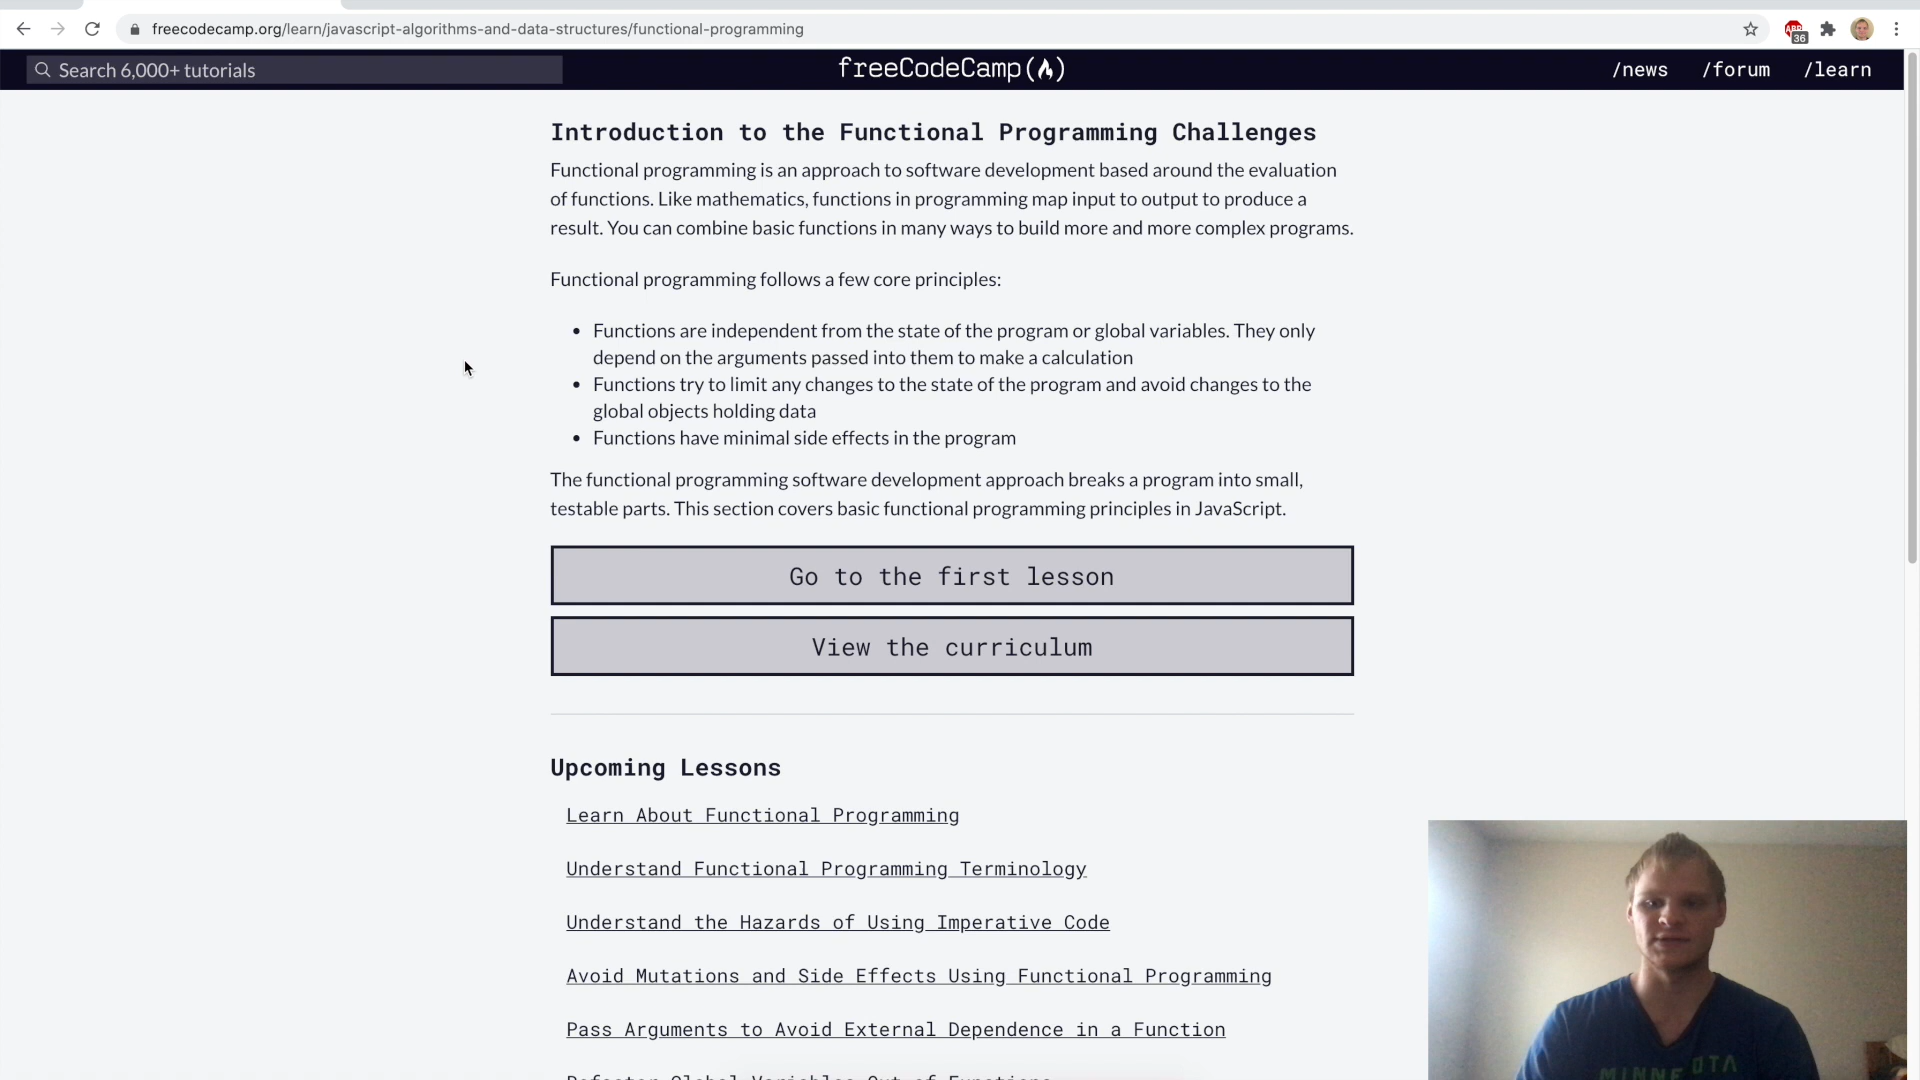 freecodecamp.org/learn/javascript-algorithms-and-data-structures/functional-programming
36
Search 6,000+ tutorials
freeCodeCamp
/news
/forum
/learn
Introduction to the Functional Programming Challenges
Functional programming is an approach to software development based around the evaluation
of functions. Like mathematics, functions in programming map input to output to produce a
result. You can combine basic functions in many ways to build more and more complex programs.
Functional programming follows a few core principles:
Functions are independent from the state of the program or global variables. They only
depend on the arguments passed into them to make a calculation
Functions try to limit any changes to the state of the program and avoid changes to the
global objects holding data
Functions have minimal side effects in the program
The functional programming software development approach breaks a program into small,
testable parts. This section covers basic functional programming principles in JavaScript.
Go to the first lesson
View the curriculum
Upcoming Lessons
Learn About Functional Programming
Understand Functional Programming Terminology
Understand the Hazards of Using Imperative Code
Avoid Mutations and Side Effects Using Functional Programming
Pass Arguments to Avoid External Dependence in a Function
Refactor Global Variables Out of Functions
MINNESOTA